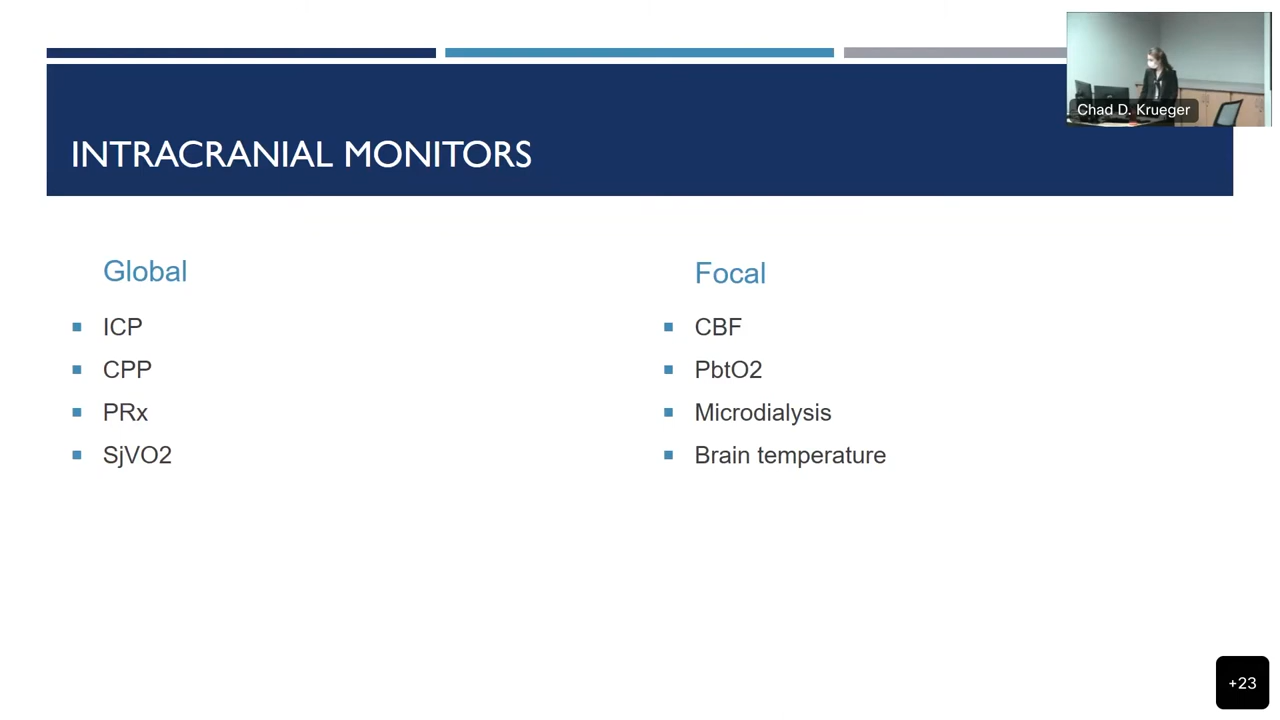 Chad D. Krueger
INTRACRANIAL MONITORS
Global
ICP
CPP
PRx
SjVO2
Focal
CBF
PbtO2
Microdialysis
Brain temperature
+23